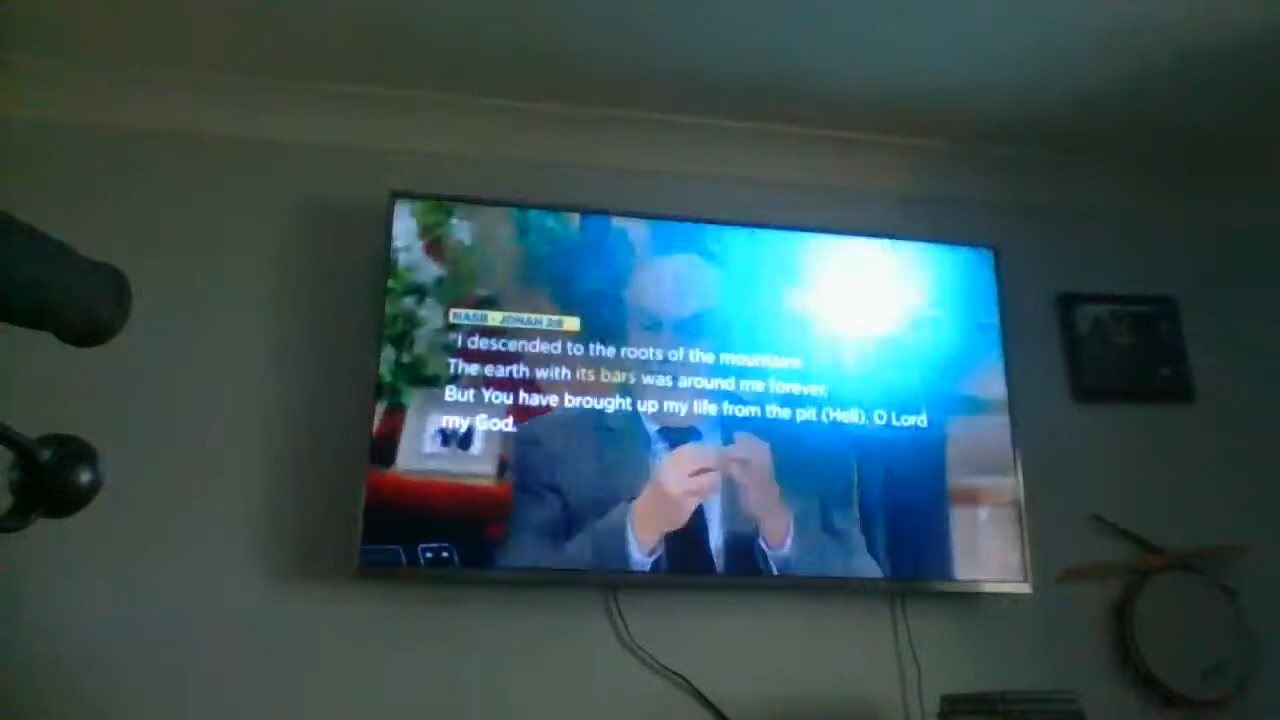 NASB - JONAH 2:6
"I descended to the roots of the mountains.
The earth with its bars was around me forever,
But You have brought up my life from the pit (Hell), O Lord
my God.